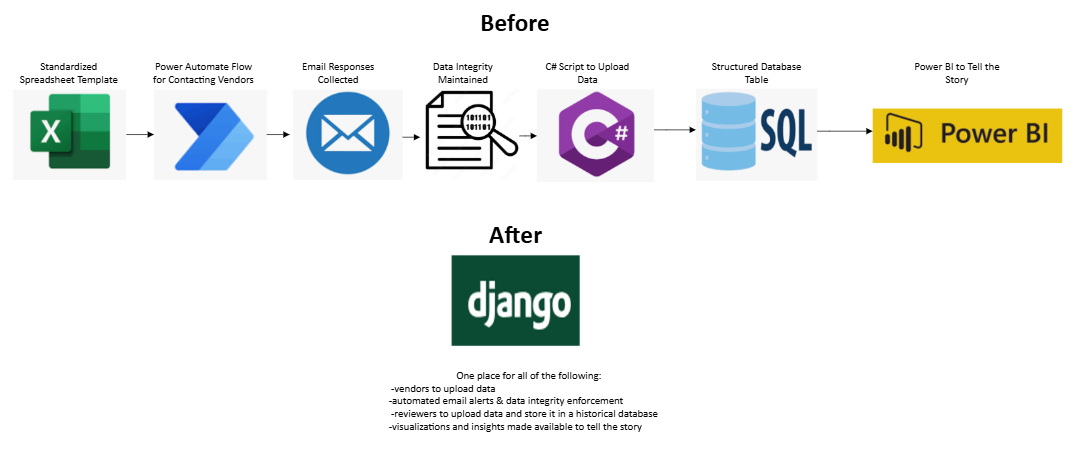 Before
Standardized
Spreadsheet Template
Power Automate Flow
for Contacting Vendors
Email Responses
Collected
Data Integrity
Maintained
C# Script to Upload
Data
Structured Database
Table
Power BI to Tell the
Story
X
101101
101101
C#
SQL
Power BI
After
django
One place for all of the following:
-vendors to upload data
-automated email alerts & data integrity enforcement
-reviewers to upload data and store it in a historical database
-visualizations and insights made available to tell the story